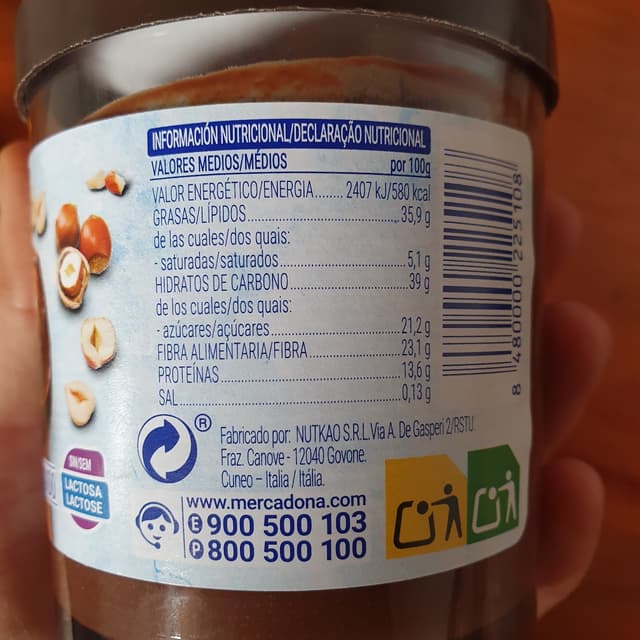 INFORMACIÓN NUTRICIONAL/DECLARAÇÃO NUTRICIONAL
VALORES MEDIOS/MÉDIOS por 100g
VALOR ENERGÉTICO/ENERGIA....... 2407 kJ/580 kcal
GRASAS/LÍPIDOS....................................35,9 g
de las cuales/dos quais:
- saturadas/saturados..............................5,1 g
HIDRATOS DE CARBONO..........................39 g
de los cuales/dos quais:
- azúcares/açúcares..............................21,2 g
FIBRA ALIMENTARIA/FIBRA......................23,1 g
PROTEÍNAS..........................................13,6 g
SAL....................................................0,13 g
8 480000 225108
®
Fabricado por: NUTKAO S.R.L.Via A. De Gasperi 2/RSTU.
Fraz. Canove - 12040 Govone.
Cuneo – Italia / Itália.
SIN/SEM
LACTOSA
LACTOSE
www.mercadona.com
E 900 500 103
P 800 500 100